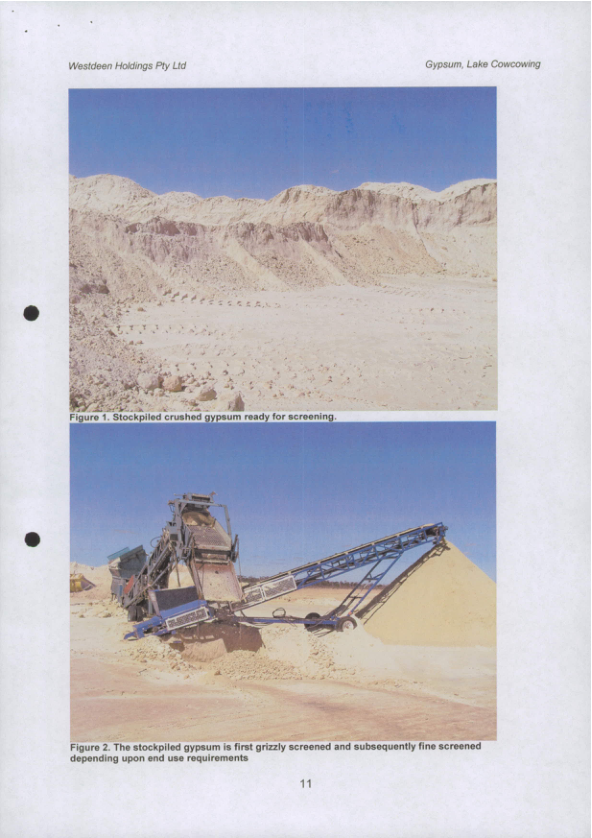 Westdeen Holdings Pty Ltd
Gypsum, Lake Cowcowing
Figure 1. Stockpiled crushed gypsum ready for screening.
Figure 2. The stockpiled gypsum is first grizzly screened and subsequently fine screened
depending upon end use requirements
11